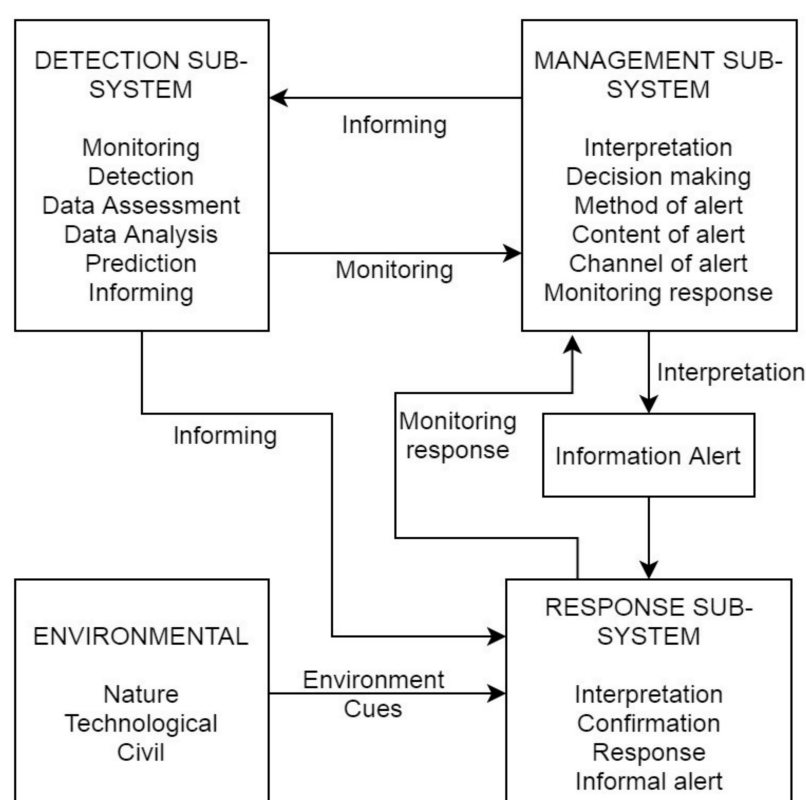 DETECTION SUB-
SYSTEM
Monitoring
Detection
Data Assessment
Data Analysis
Prediction
Informing
Informing
Monitoring
MANAGEMENT SUB-
SYSTEM
Interpretation
Decision making
Method of alert
Content of alert
Channel of alert
Monitoring response
Interpretation
Informing
Monitoring
response
Information Alert
ENVIRONMENTAL
Nature
Technological
Civil
Environment
Cues
RESPONSE SUB-
SYSTEM
Interpretation
Confirmation
Response
Informal alert